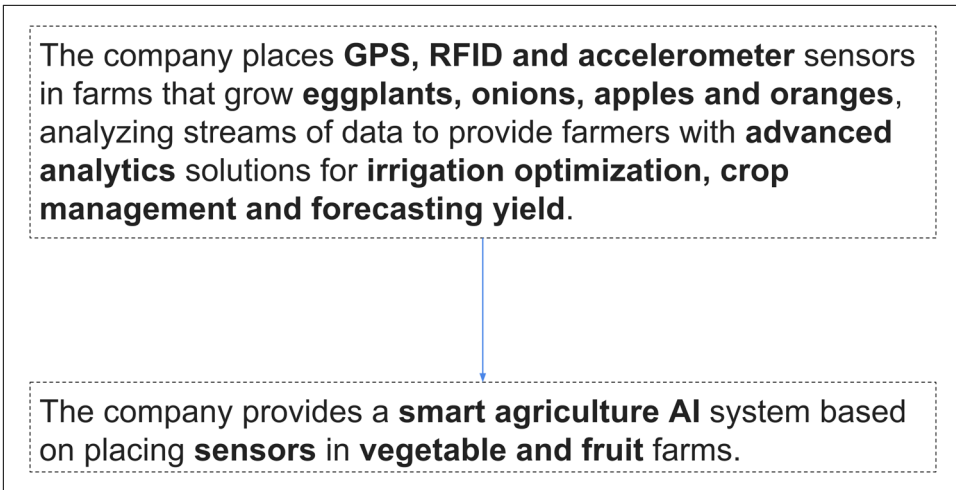 The company places GPS, RFID and accelerometer sensors
in farms that grow eggplants, onions, apples and oranges,
analyzing streams of data to provide farmers with advanced
analytics solutions for irrigation optimization, crop
management and forecasting yield.
The company provides a smart agriculture AI system based
on placing sensors in vegetable and fruit farms.